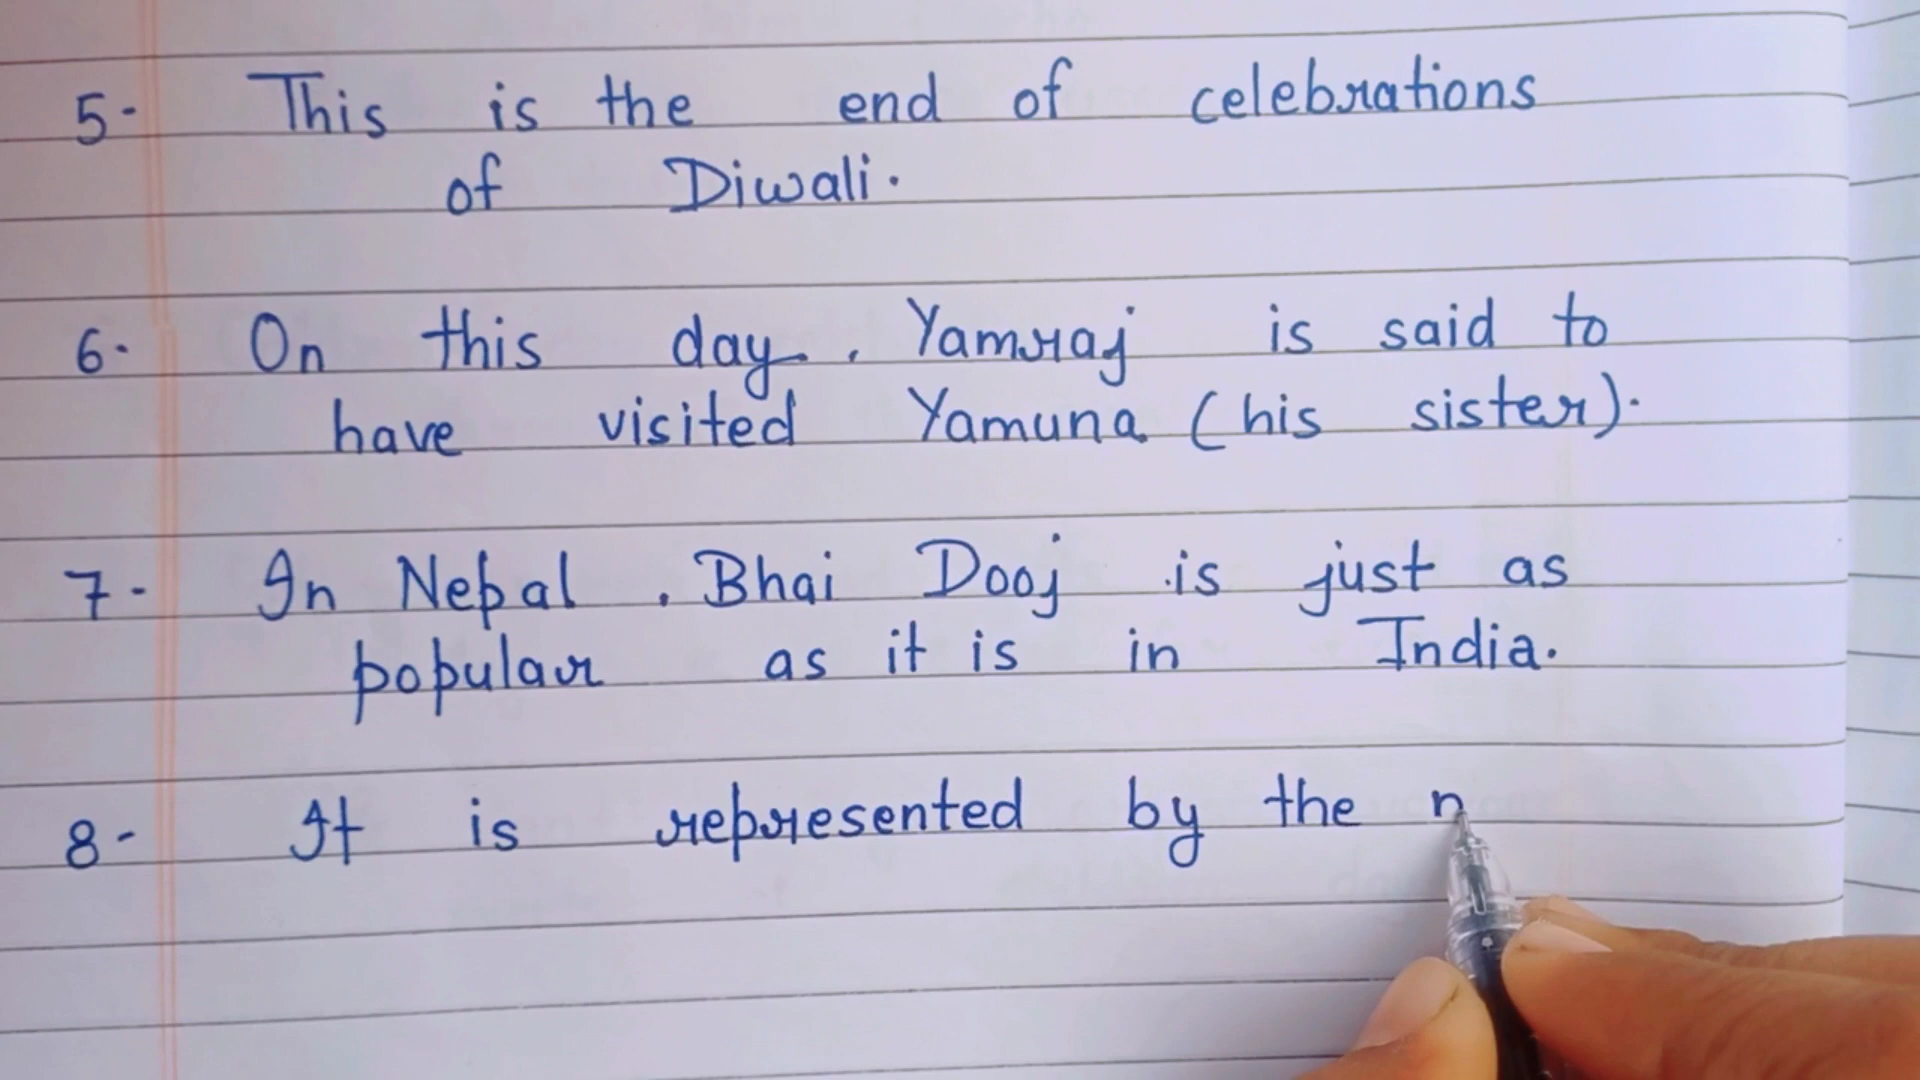 5- This is the end of celebrations
of Diwali.
6. On this day, Yamraj is said to
have visited Yamuna (his sister).
7- In Nepal, Bhai Dooj is just as
popular as it is in India.
8- It is represented by the n